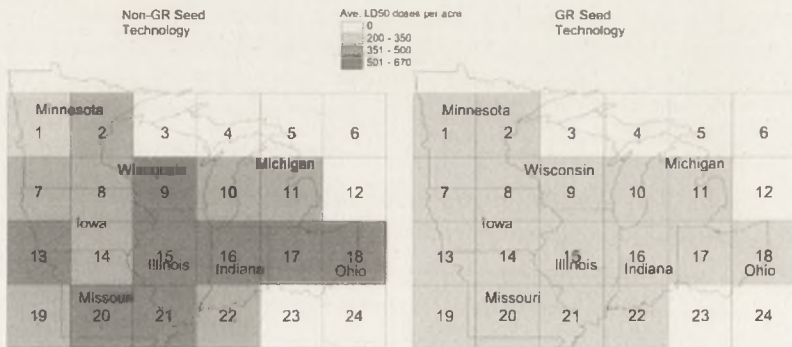 Non-GR Seed Technology
Ave. LD50 doses per acre
0
200 - 350
351 - 500
501 - 670
GR Seed Technology
Minnesota
1 2 3 4 5 6
Wisconsin Michigan
7 8 9 10 11 12
Iowa
13 14 15 16 17 18
Illinois Indiana Ohio
Missouri
19 20 21 22 23 24
Minnesota
1 2 3 4 5 6
Wisconsin Michigan
7 8 9 10 11 12
Iowa
13 14 15 16 17 18
Illinois Indiana Ohio
Missouri
19 20 21 22 23 24